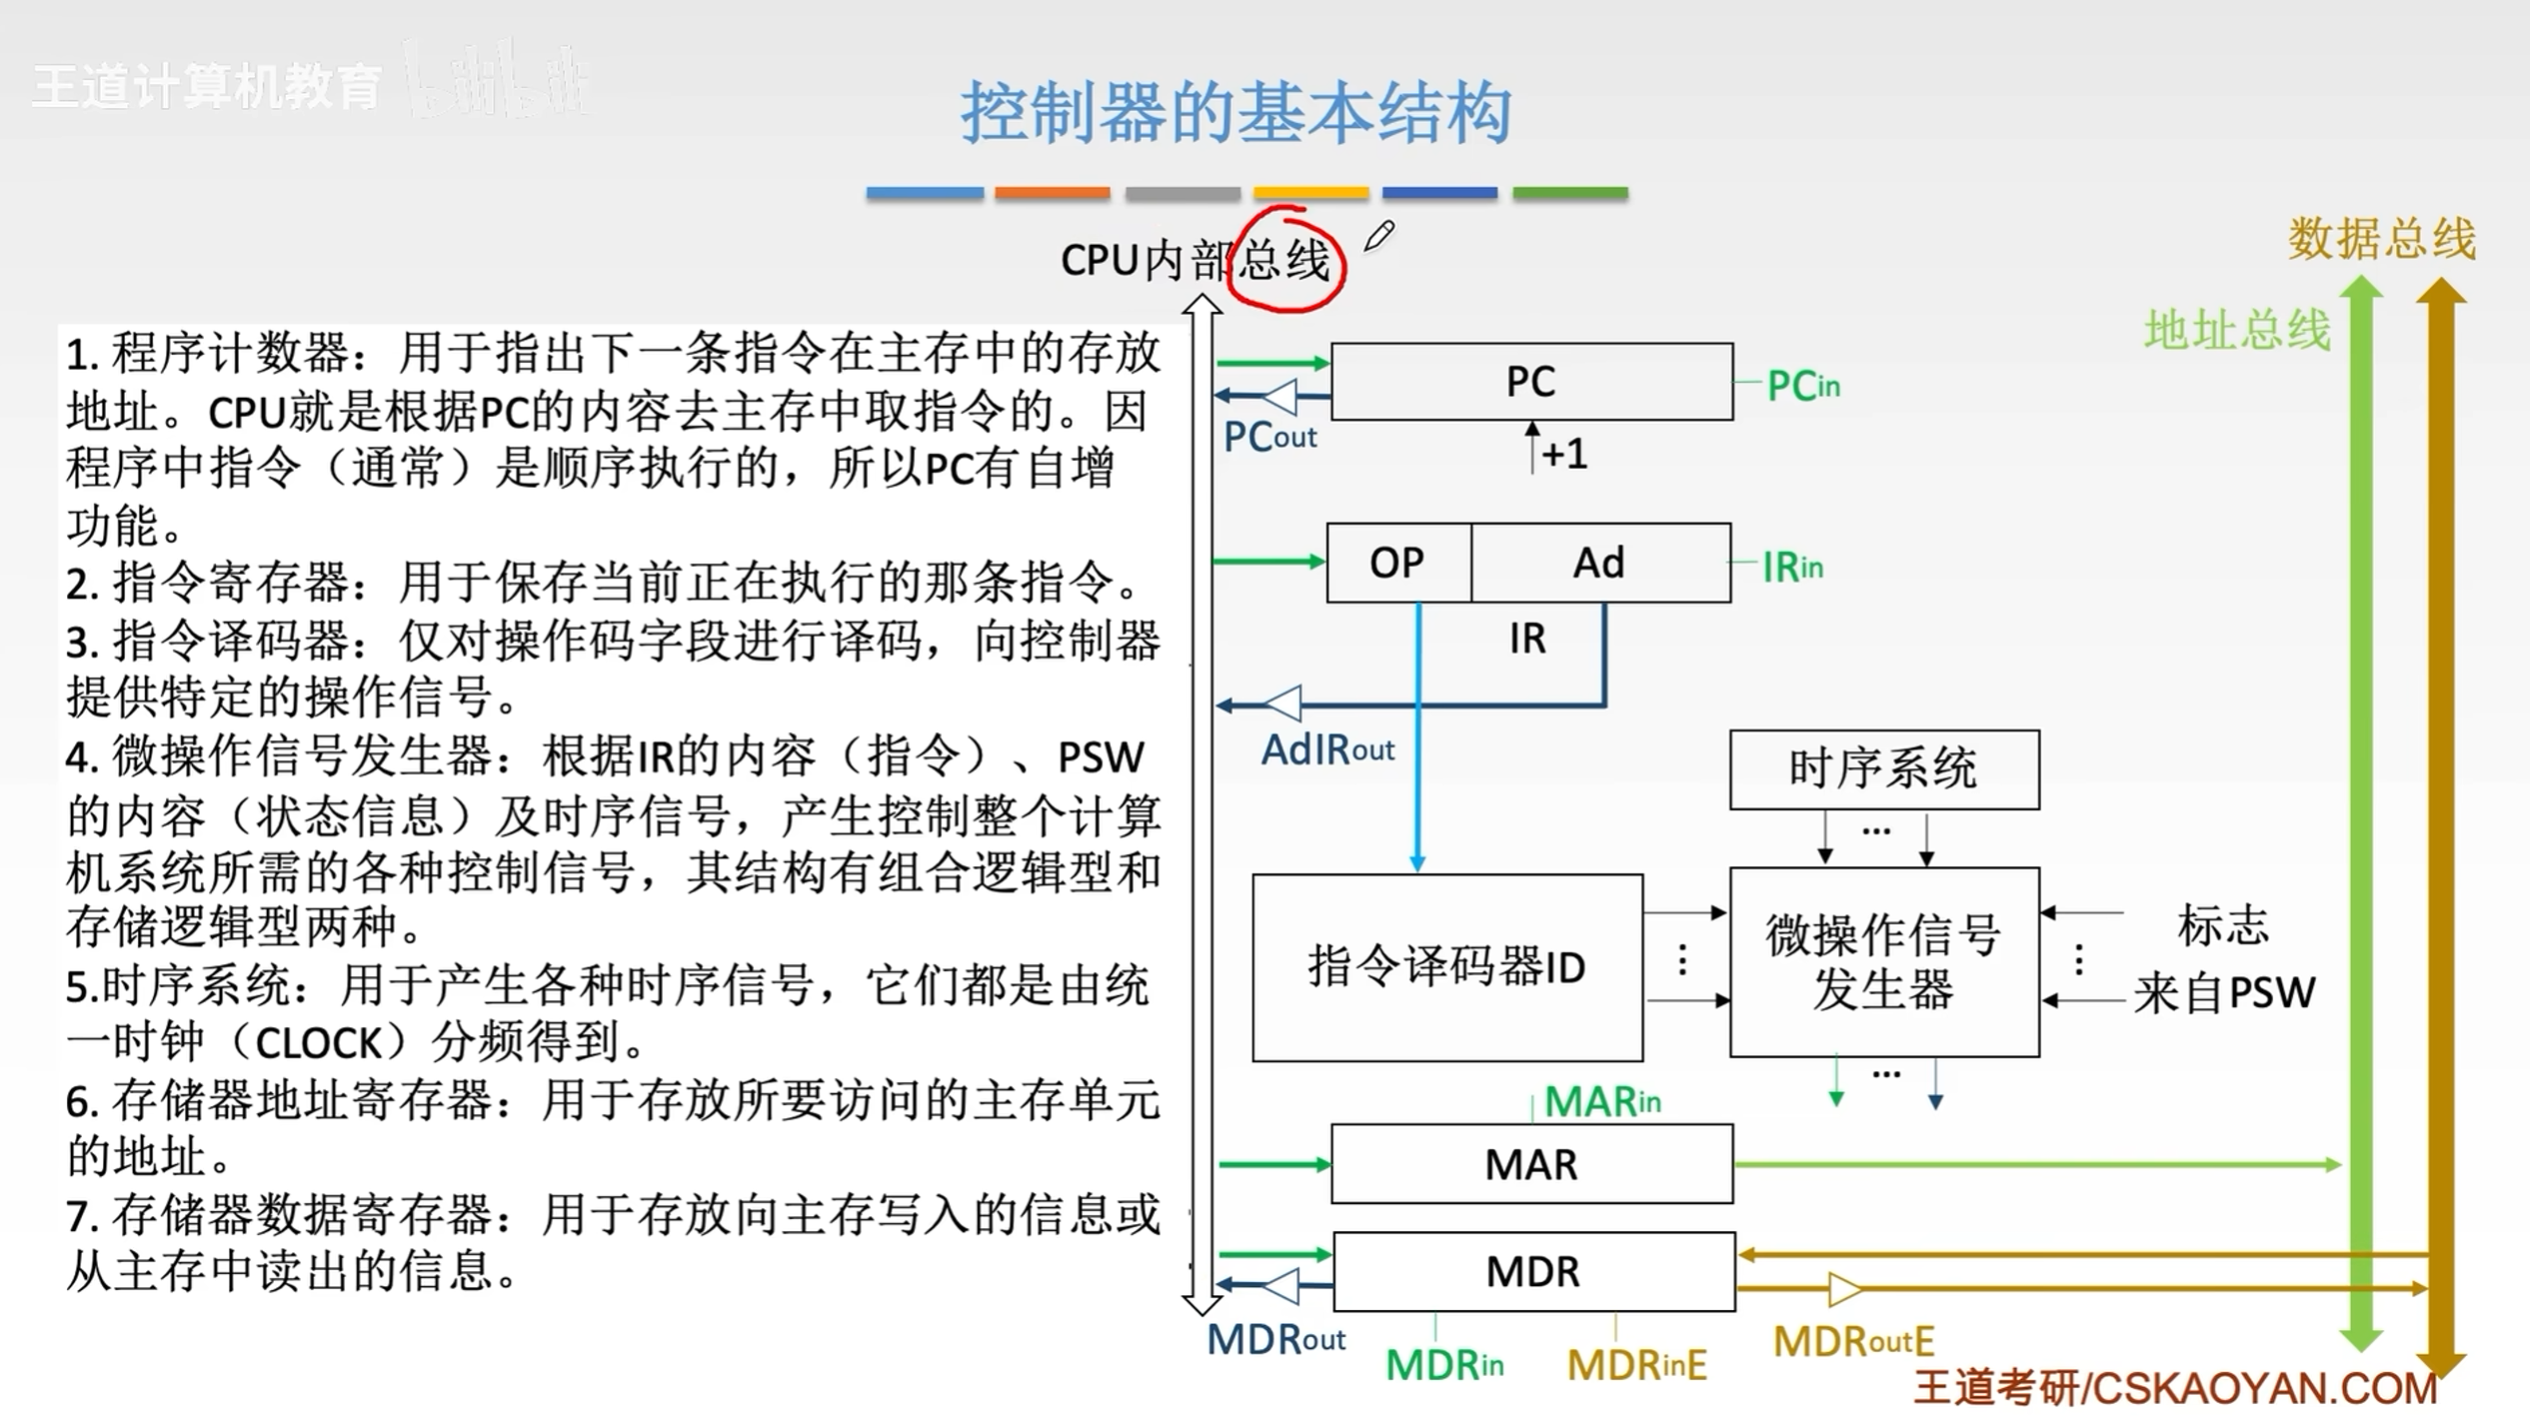 王道计算机教育 bilibili
控制器的基本结构
CPU内部总线
数据总线
地址总线
1. 程序计数器：用于指出下一条指令在主存中的存放
地址。CPU就是根据PC的内容去主存中取指令的。因
程序中指令（通常）是顺序执行的，所以PC有自增
功能。
2. 指令寄存器：用于保存当前正在执行的那条指令。
3. 指令译码器：仅对操作码字段进行译码，向控制器
提供特定的操作信号。
4. 微操作信号发生器：根据IR的内容（指令）、PSW
的内容（状态信息）及时序信号，产生控制整个计算
机系统所需的各种控制信号，其结构有组合逻辑型和
存储逻辑型两种。
5.时序系统：用于产生各种时序信号，它们都是由统
一时钟（CLOCK）分频得到。
6. 存储器地址寄存器：用于存放所要访问的主存单元
的地址。
7. 存储器数据寄存器：用于存放向主存写入的信息或
从主存中读出的信息。
PC
PCin
PCout
+1
OP
Ad
IRin
IR
AdIRout
时序系统
...
指令译码器ID
...
微操作信号
发生器
...
标志
来自PSW
...
MARin
MAR
MDR
MDRout
MDRin
MDRinE
MDRoutE
王道考研/CSKAOYAN.COM